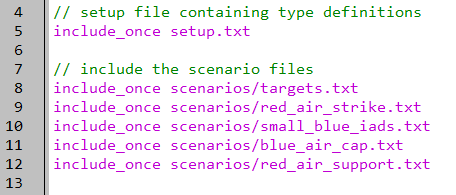 4 // setup file containing type definitions
5 include_once setup.txt
6
7 // include the scenario files
8 include_once scenarios/targets.txt
9 include_once scenarios/red_air_strike.txt
10 include_once scenarios/small_blue_iads.txt
11 include_once scenarios/blue_air_cap.txt
12 include_once scenarios/red_air_support.txt
13